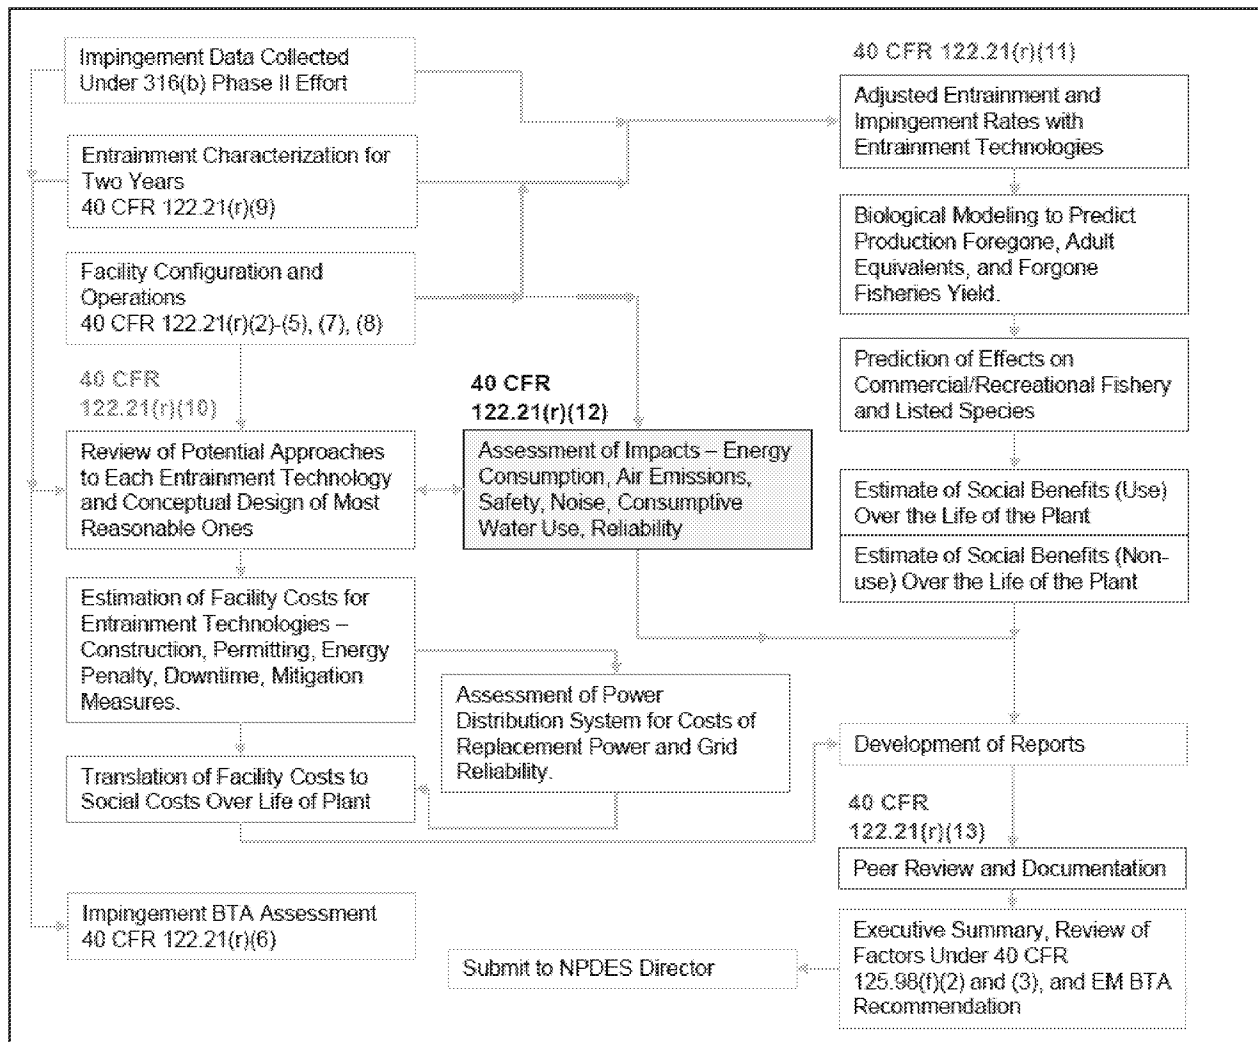 Impingement Data Collected
Under 316(b) Phase II Effort
Entrainment Characterization for
Two Years
40 CFR 122.21(r)(9)
Facility Configuration and
Operations
40 CFR 122.21(r)(2)-(5), (7), (8)
40 CFR
122.21(r)(10)
Review of Potential Approaches
to Each Entrainment Technology
and Conceptual Design of Most
Reasonable Ones
Estimation of Facility Costs for
Entrainment Technologies –
Construction, Permitting, Energy
Penalty, Downtime, Mitigation
Measures.
Translation of Facility Costs to
Social Costs Over Life of Plant
Impingement BTA Assessment
40 CFR 122.21(r)(6)
40 CFR
122.21(r)(12)
Assessment of Impacts – Energy
Consumption, Air Emissions,
Safety, Noise, Consumptive
Water Use, Reliability
Assessment of Power
Distribution System for Costs of
Replacement Power and Grid
Reliability.
40 CFR 122.21(r)(11)
Adjusted Entrainment and
Impingement Rates with
Entrainment Technologies
Biological Modeling to Predict
Production Foregone, Adult
Equivalents, and Forgone
Fisheries Yield.
Prediction of Effects on
Commercial/Recreational Fishery
and Listed Species
Estimate of Social Benefits (Use)
Over the Life of the Plant
Estimate of Social Benefits (Non-
use) Over the Life of the Plant
Development of Reports
40 CFR
122.21(r)(13)
Peer Review and Documentation
Executive Summary, Review of
Factors Under 40 CFR
125.98(f)(2) and (3), and EM BTA
Recommendation
Submit to NPDES Director